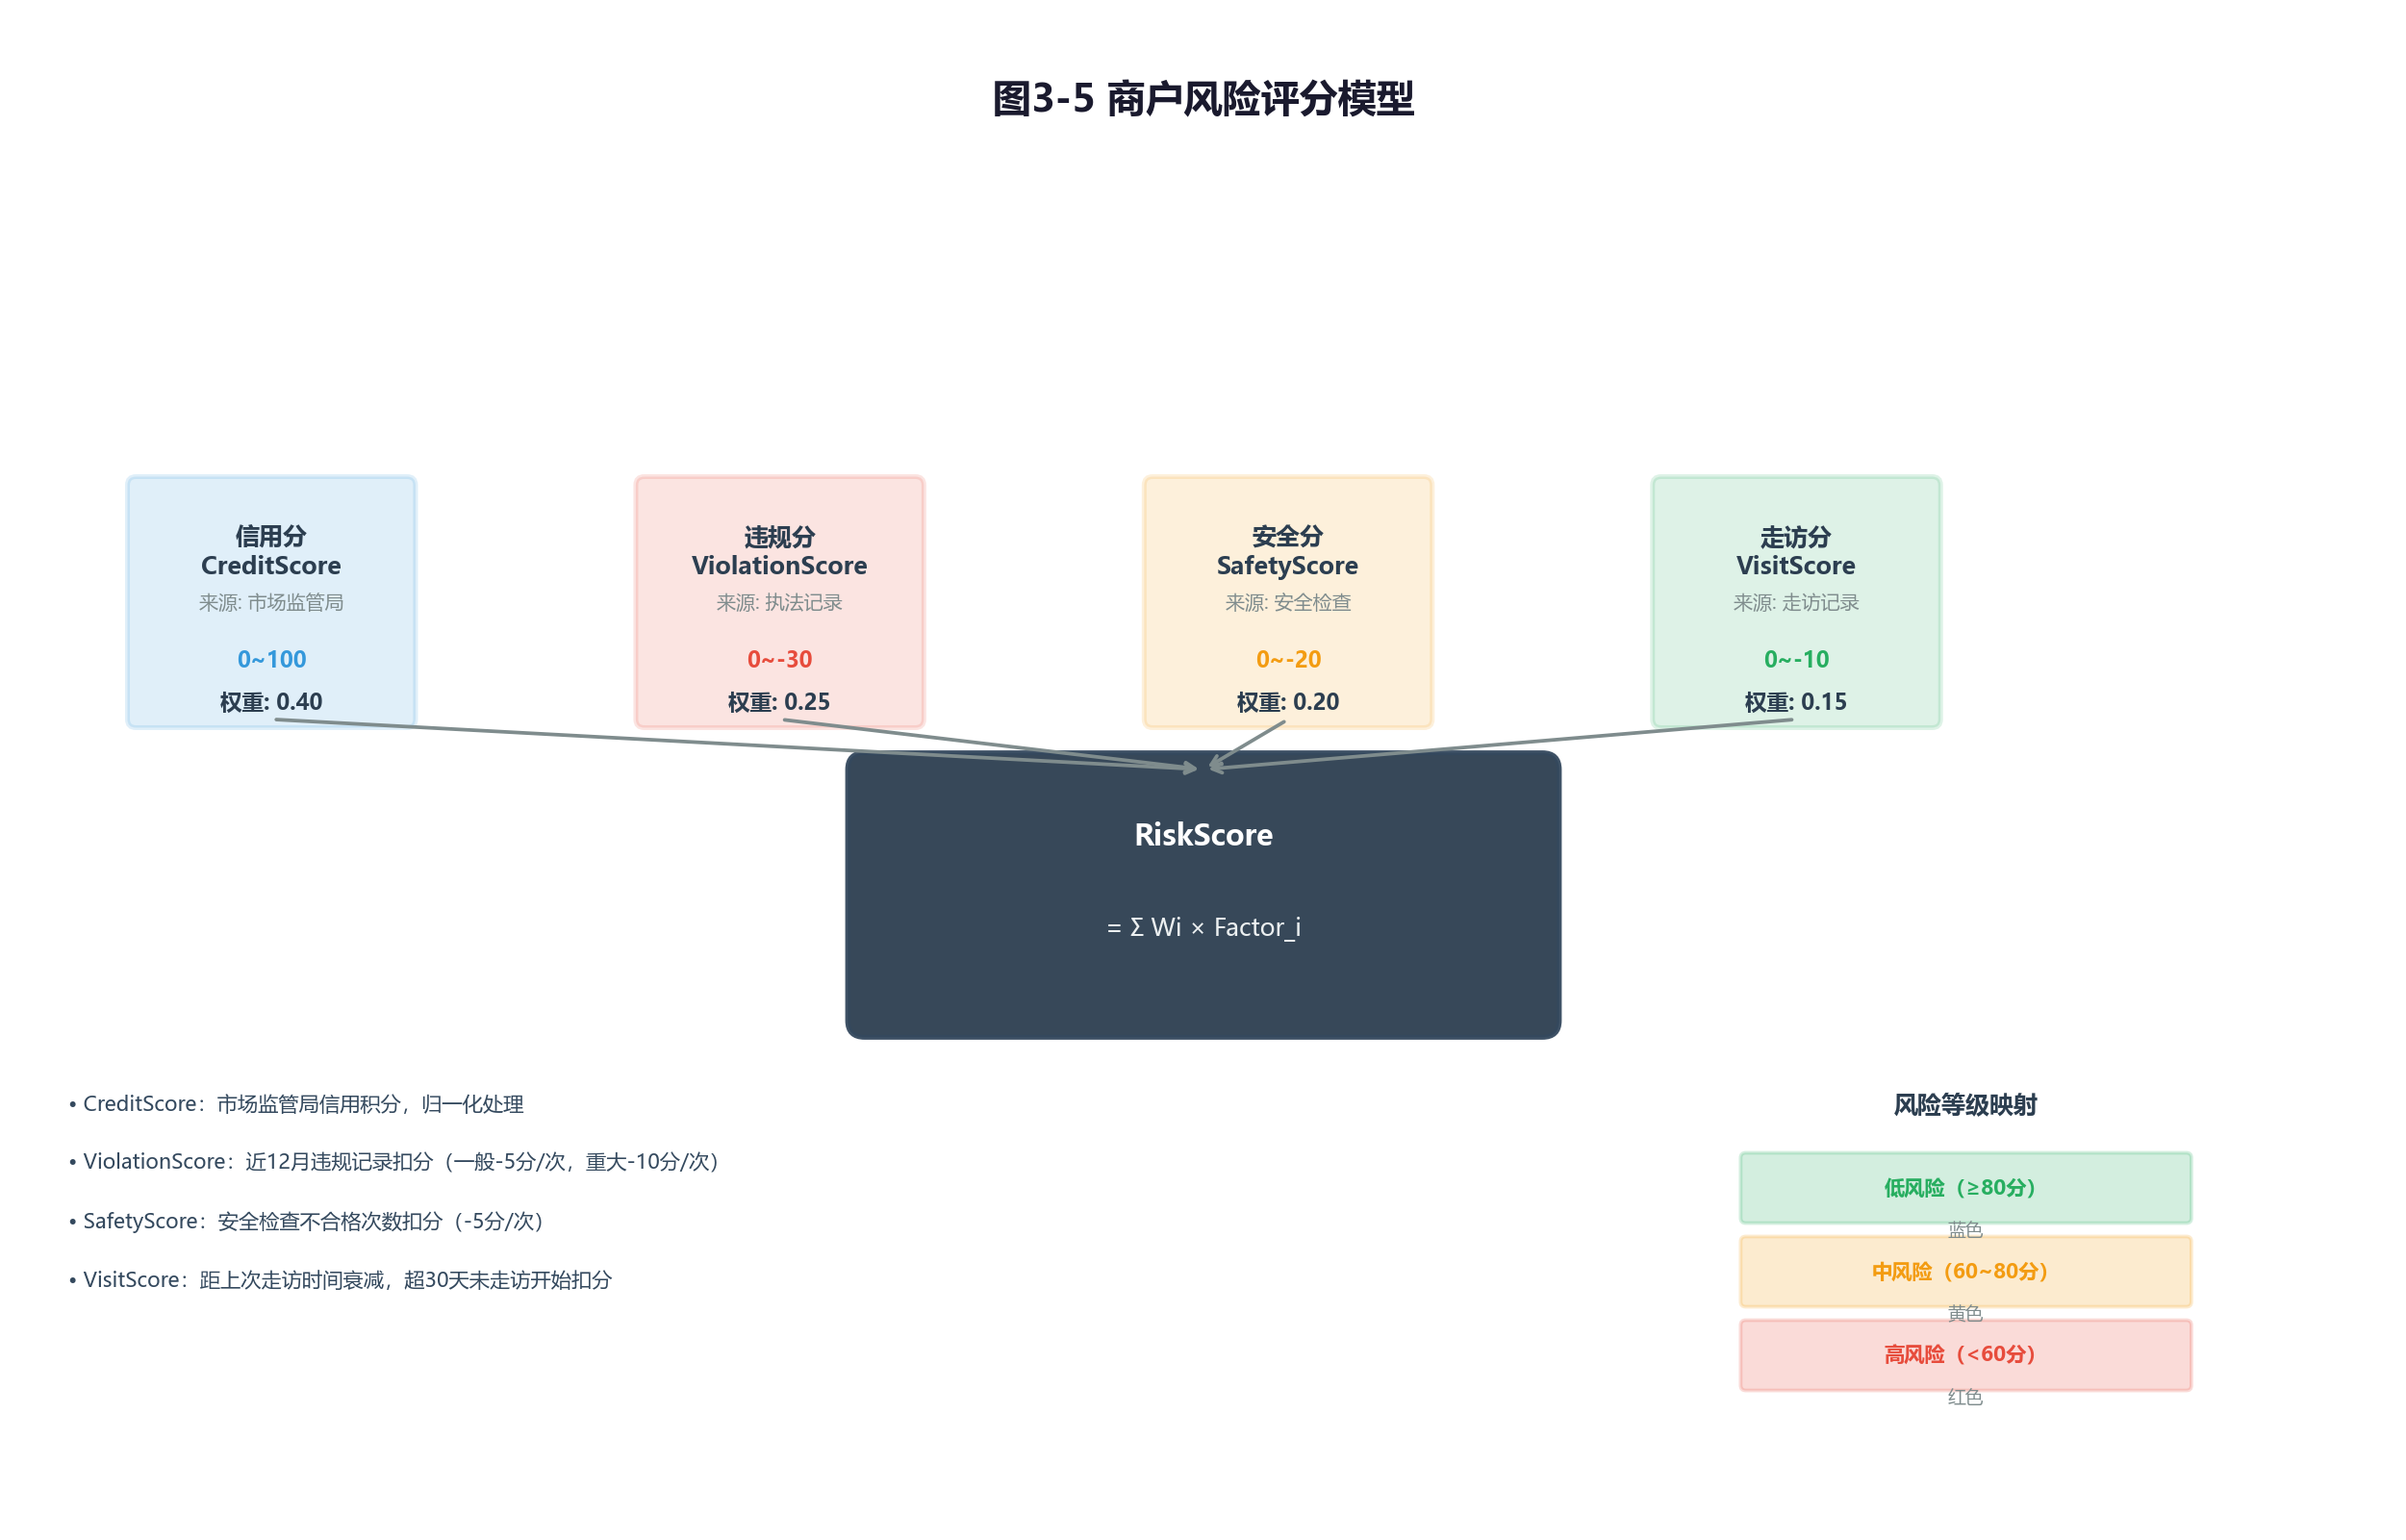 图3-5 商户风险评分模型
信用分
CreditScore
来源: 市场监管局
0~100
权重: 0.40
违规分
ViolationScore
来源: 执法记录
0~-30
权重: 0.25
安全分
SafetyScore
来源: 安全检查
0~-20
权重: 0.20
走访分
VisitScore
来源: 走访记录
0~-10
权重: 0.15
RiskScore
= Σ Wi × Factor_i
• CreditScore：市场监管局信用积分，归一化处理
• ViolationScore：近12月违规记录扣分（一般-5分/次，重大-10分/次）
• SafetyScore：安全检查不合格次数扣分（-5分/次）
• VisitScore：距上次走访时间衰减，超30天未走访开始扣分
风险等级映射
低风险（≥80分）
蓝色
中风险（60~80分）
黄色
高风险（<60分）
红色